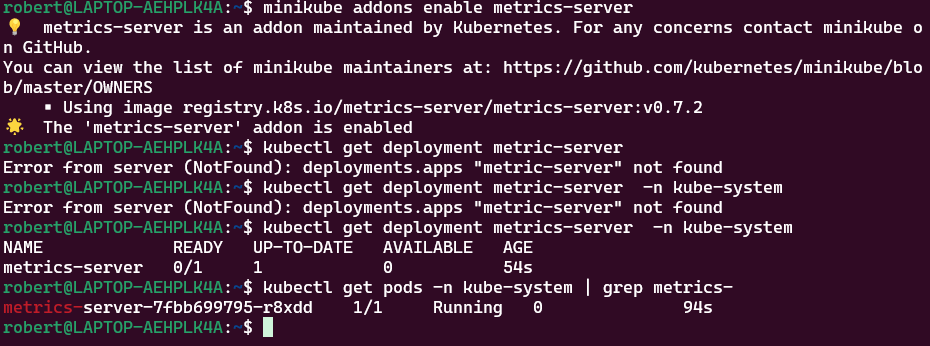 robert@LAPTOP-AEHPLK4A:~$ minikube addons enable metrics-server
💡  metrics-server is an addon maintained by Kubernetes. For any concerns contact minikube o
n GitHub.
You can view the list of minikube maintainers at: https://github.com/kubernetes/minikube/blo
b/master/OWNERS
    ▪ Using image registry.k8s.io/metrics-server/metrics-server:v0.7.2
🌟  The 'metrics-server' addon is enabled
robert@LAPTOP-AEHPLK4A:~$ kubectl get deployment metric-server
Error from server (NotFound): deployments.apps "metric-server" not found
robert@LAPTOP-AEHPLK4A:~$ kubectl get deployment metric-server  -n kube-system
Error from server (NotFound): deployments.apps "metric-server" not found
robert@LAPTOP-AEHPLK4A:~$ kubectl get deployment metrics-server  -n kube-system
NAME             READY   UP-TO-DATE   AVAILABLE   AGE
metrics-server   0/1     1            0           54s
robert@LAPTOP-AEHPLK4A:~$ kubectl get pods -n kube-system | grep metrics-
metrics-server-7fbb699795-r8xdd    1/1     Running   0              94s
robert@LAPTOP-AEHPLK4A:~$